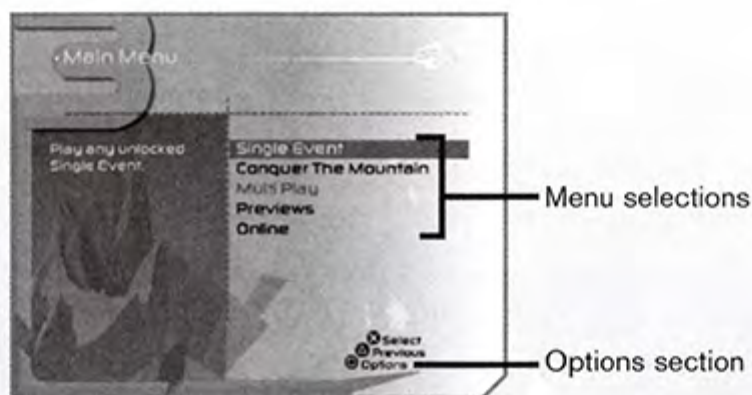 Main Menu
Play any unlocked
Single Event.
Single Event
Conquer The Mountain
Multi Play
Previews
Online
Select
Previous
Options
Menu selections
Options section